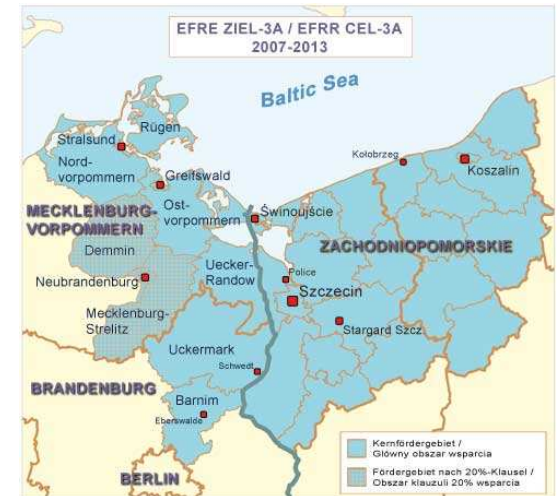 EFRE ZIEL-3A / EFRR CEL-3A
2007-2013
Baltic Sea
Rügen
Stralsund
Nord-
vorpommern
Greifswald
Ost-
vorpommern
Kołobrzeg
Koszalin
Świnoujście
MECKLENBURG-
VORPOMMERN
Demmin
ZACHODNIOPOMORSKIE
Neubrandenburg
Uecker-
Randow
Police
Szczecin
Mecklenburg-
Strelitz
Stargard Szcz.
Uckermark
Schwedt
BRANDENBURG
Barnim
Eberswalde
BERLIN
Kernfördergebiet /
Główny obszar wsparcia
Fördergebiet nach 20%-Klausel /
Obszar klauzuli 20% wsparcia